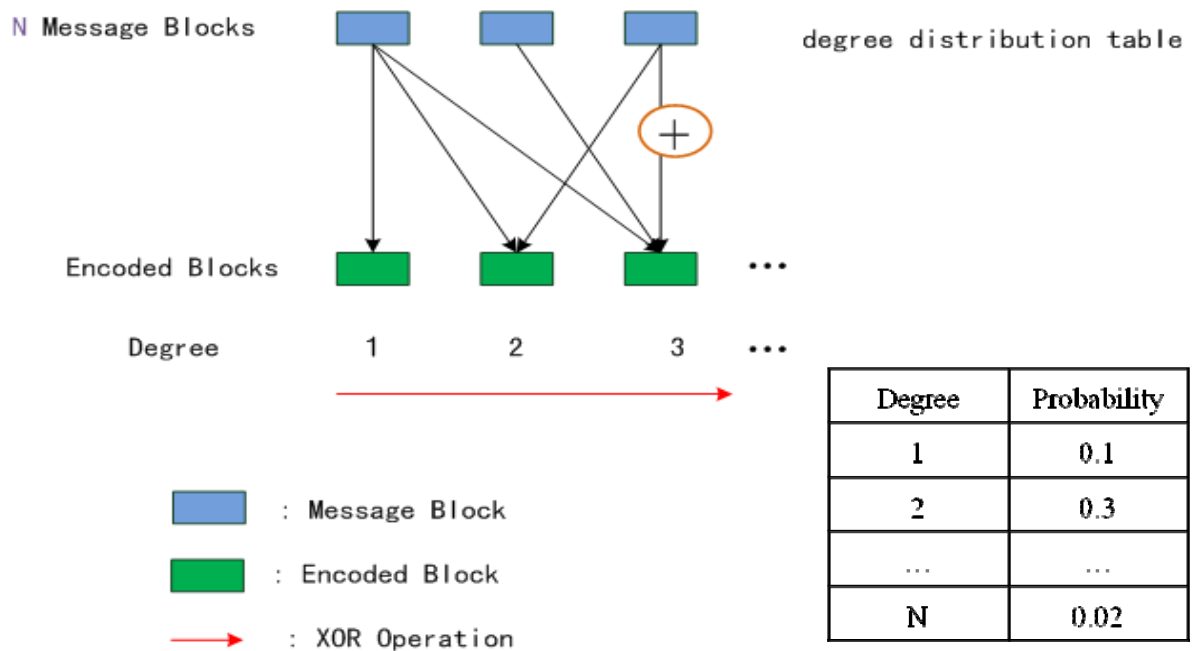 N Message Blocks
degree distribution table
+
Encoded Blocks ...
Degree 1 2 3 ...
Degree Probability
1 0.1
2 0.3
... ...
N 0.02
: Message Block
: Encoded Block
: XOR Operation